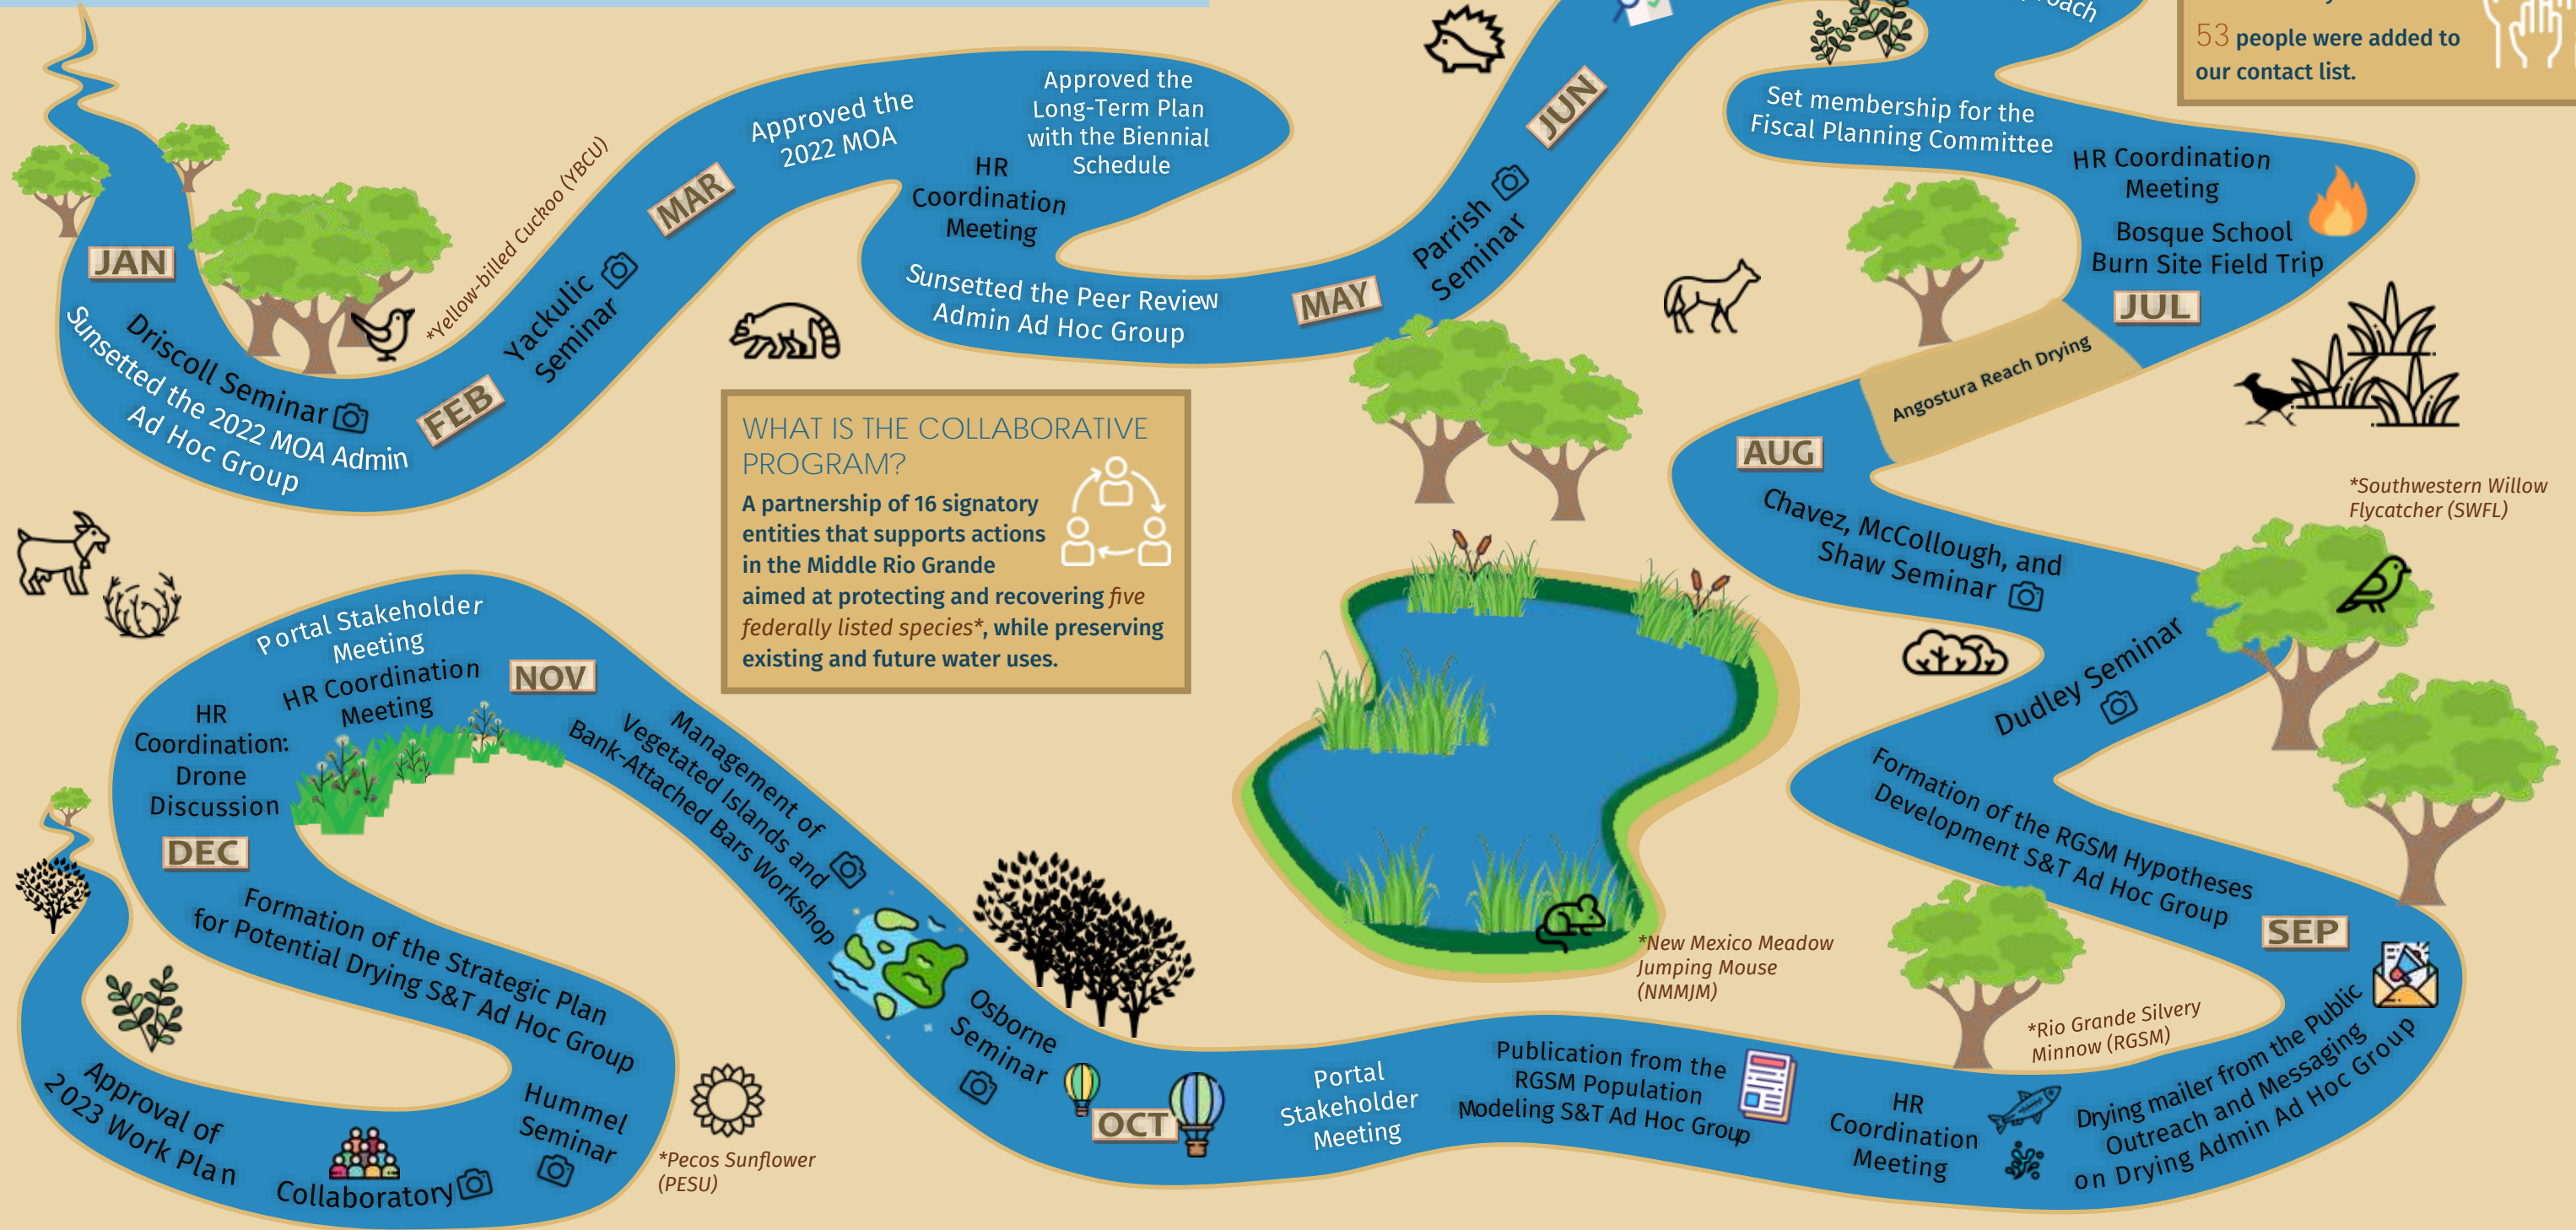 JAN
Driscoll Seminar
Sunsetted the 2022 MOA Admin
Ad Hoc Group
FEB
*Yellow-billed Cuckoo (YBCU)
Yackulic
Seminar
MAR
Approved the
2022 MOA
Approved the
Long-Term Plan
with the Biennial
Schedule
HR
Coordination
Meeting
Sunsetted the Peer Review
Admin Ad Hoc Group
MAY
Parrish
Seminar
JUN
53 people were added to
our contact list.
Set membership for the
Fiscal Planning Committee
HR Coordination
Meeting
Bosque School
Burn Site Field Trip
JUL
Angostura Reach Drying
AUG
Chavez, McCollough, and
Shaw Seminar
*Southwestern Willow
Flycatcher (SWFL)
Dudley Seminar
Formation of the RGSM Hypotheses
Development S&T Ad Hoc Group
SEP
Drying mailer from the Public
Outreach and Messaging
on Drying Admin Ad Hoc Group
*Rio Grande Silvery
Minnow (RGSM)
HR
Coordination
Meeting
Publication from the
RGSM Population
Modeling S&T Ad Hoc Group
Portal
Stakeholder
Meeting
*New Mexico Meadow
Jumping Mouse
(NMMJM)
OCT
Osborne
Seminar
Management of
Vegetated Islands and
Bank-Attached Bars Workshop
NOV
Portal Stakeholder
Meeting
HR Coordination
Meeting
HR
Coordination:
Drone
Discussion
DEC
Formation of the Strategic Plan
for Potential Drying S&T Ad Hoc Group
Hummel
Seminar
*Pecos Sunflower
(PESU)
Collaboratory
Approval of
2023 Work Plan
WHAT IS THE COLLABORATIVE
PROGRAM?
A partnership of 16 signatory
entities that supports actions
in the Middle Rio Grande
aimed at protecting and recovering five
federally listed species*, while preserving
existing and future water uses.